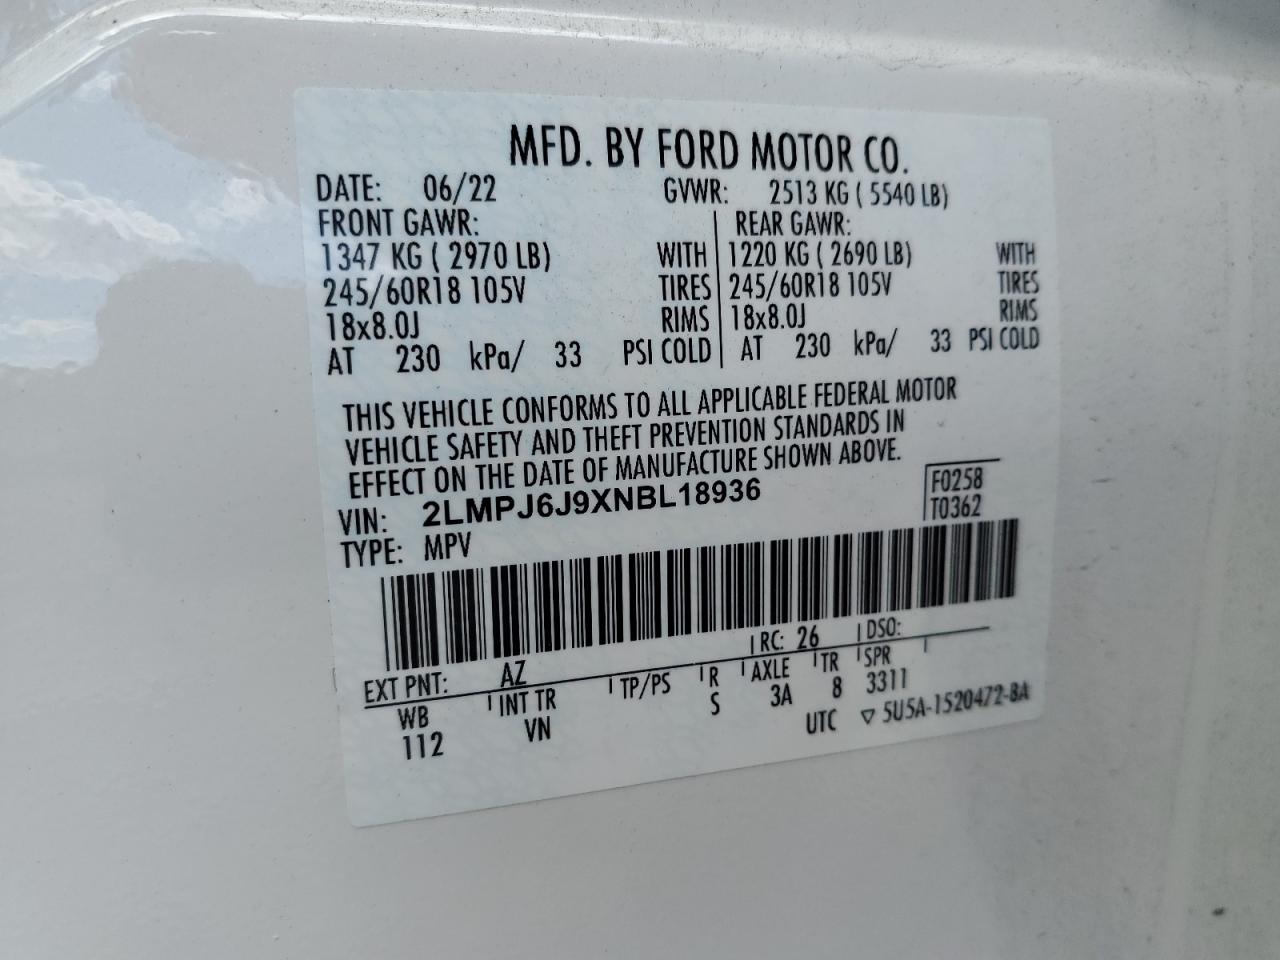 MFD. BY FORD MOTOR CO.
DATE: 06/22 GVWR: 2513 KG ( 5540 LB)
FRONT GAWR: REAR GAWR:
1347 KG ( 2970 LB) WITH 1220 KG ( 2690 LB) WITH
245/60R18 105V TIRES 245/60R18 105V TIRES
18x8.0J RIMS 18x8.0J RIMS
AT 230 kPa/ 33 PSI COLD AT 230 kPa/ 33 PSI COLD
THIS VEHICLE CONFORMS TO ALL APPLICABLE FEDERAL MOTOR
VEHICLE SAFETY AND THEFT PREVENTION STANDARDS IN
EFFECT ON THE DATE OF MANUFACTURE SHOWN ABOVE.
VIN: 2LMPJ6J9XNBL18936 F0258
TYPE: MPV T0362
EXT PNT: AZ RC: 26 DSO:
WB INT TR TP/PS R AXLE TR SPR
112 VN S 3A 8 3311
UTC ▽ 5U5A-1520472-BA